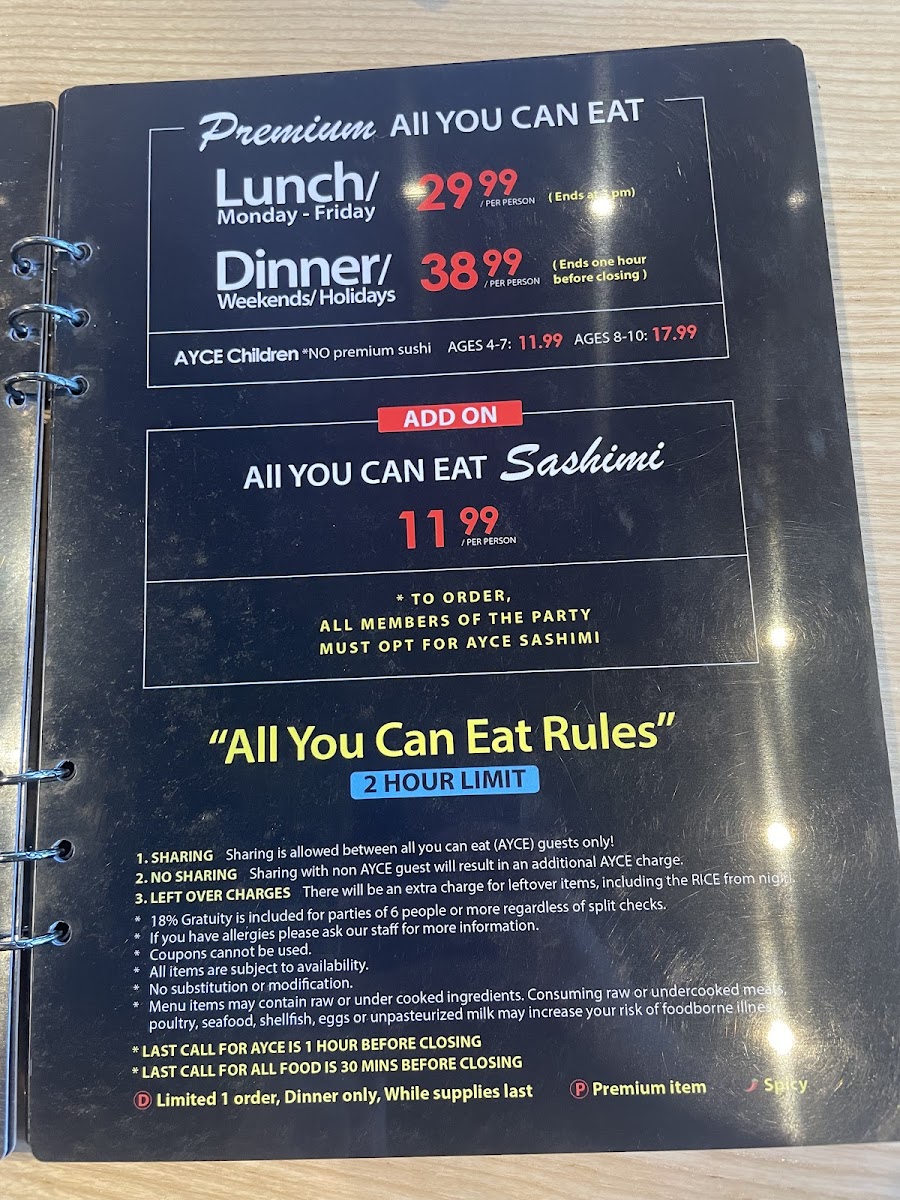 Premium All YOU CAN EAT
Lunch/ 29 99 / PER PERSON ( Ends at pm)
Monday - Friday
Dinner/ 38 99 / PER PERSON ( Ends one hour before closing )
Weekends/ Holidays
AYCE Children *NO premium sushi AGES 4-7: 11.99 AGES 8-10: 17.99
ADD ON
All YOU CAN EAT Sashimi
11 99 / PER PERSON
* TO ORDER,
ALL MEMBERS OF THE PARTY
MUST OPT FOR AYCE SASHIMI
“All You Can Eat Rules”
2 HOUR LIMIT
1. SHARING Sharing is allowed between all you can eat (AYCE) guests only!
2. NO SHARING Sharing with non AYCE guest will result in an additional AYCE charge.
3. LEFT OVER CHARGES There will be an extra charge for leftover items, including the RICE from nigiri.
* 18% Gratuity is included for parties of 6 people or more regardless of split checks.
* If you have allergies please ask our staff for more information.
* Coupons cannot be used.
* All items are subject to availability.
* No substitution or modification.
* Menu items may contain raw or under cooked ingredients. Consuming raw or undercooked meats,
poultry, seafood, shellfish, eggs or unpasteurized milk may increase your risk of foodborne illness.
* LAST CALL FOR AYCE IS 1 HOUR BEFORE CLOSING
* LAST CALL FOR ALL FOOD IS 30 MINS BEFORE CLOSING
D Limited 1 order, Dinner only, While supplies last P Premium item Spicy